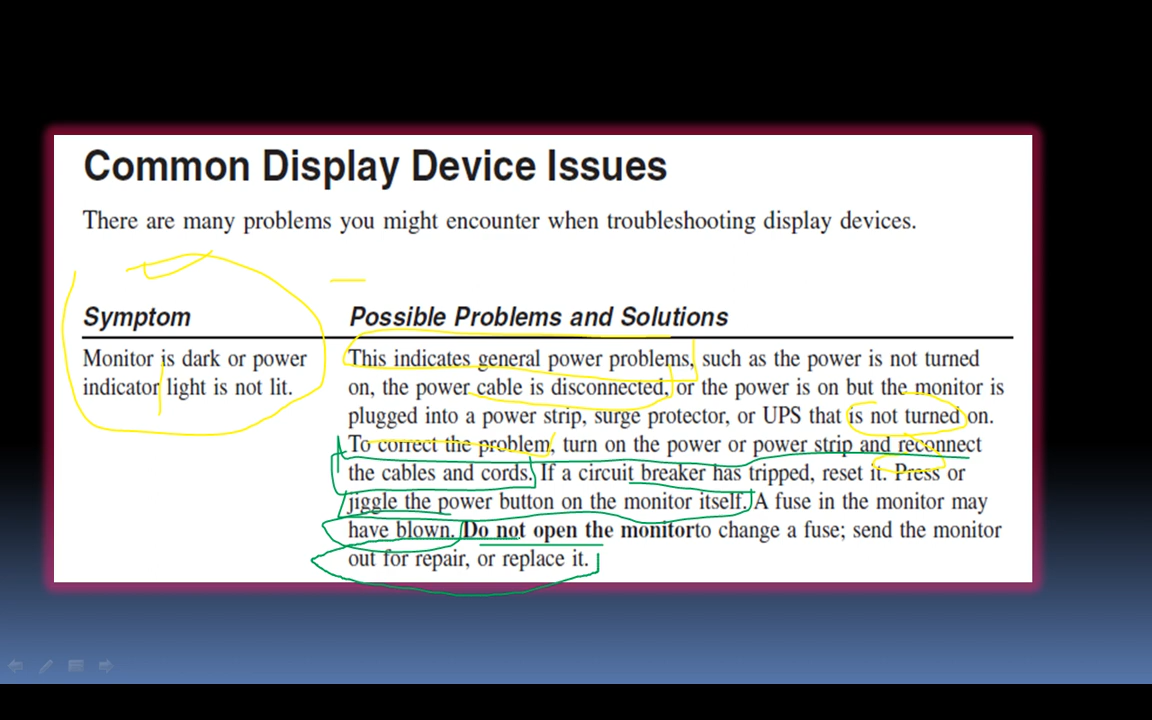 Common Display Device Issues
There are many problems you might encounter when troubleshooting display devices.
Symptom
Possible Problems and Solutions
Monitor is dark or power
indicator light is not lit.
This indicates general power problems, such as the power is not turned
on, the power cable is disconnected, or the power is on but the monitor is
plugged into a power strip, surge protector, or UPS that is not turned on.
To correct the problem, turn on the power or power strip and reconnect
the cables and cords. If a circuit breaker has tripped, reset it. Press or
jiggle the power button on the monitor itself. A fuse in the monitor may
have blown. Do not open the monitorto change a fuse; send the monitor
out for repair, or replace it.